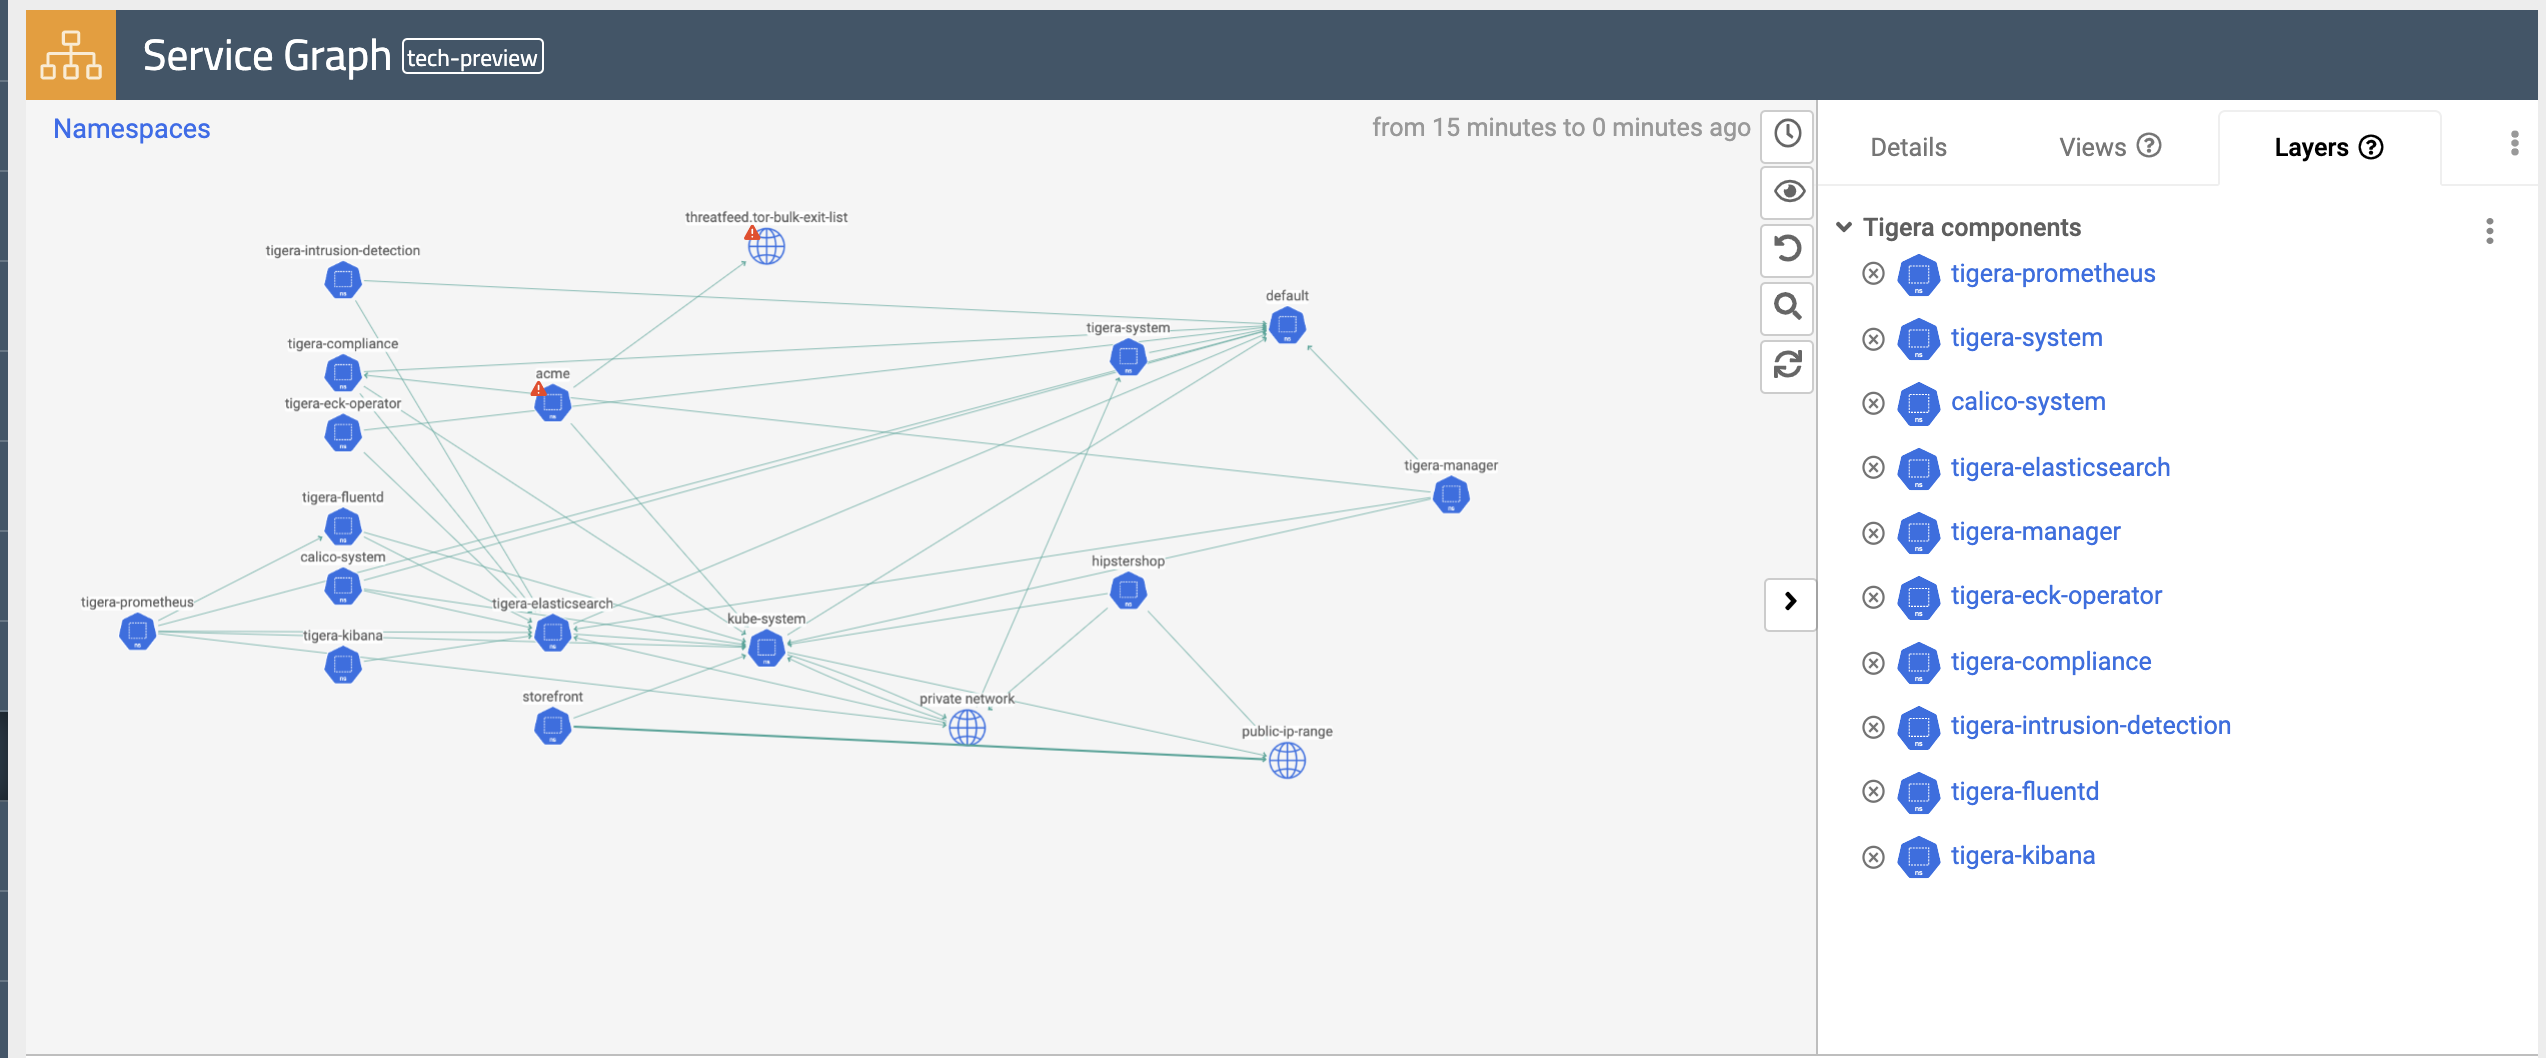 Service Graph tech-preview
Namespaces
from 15 minutes to 0 minutes ago
threatfeed.tor-bulk-exit-list
tigera-intrusion-detection
default
tigera-system
tigera-compliance
acme
tigera-eck-operator
tigera-manager
tigera-fluentd
calico-system
hipstershop
tigera-prometheus
tigera-elasticsearch
kube-system
tigera-kibana
storefront
private network
public-ip-range
Details
Views
Layers
Tigera components
tigera-prometheus
tigera-system
calico-system
tigera-elasticsearch
tigera-manager
tigera-eck-operator
tigera-compliance
tigera-intrusion-detection
tigera-fluentd
tigera-kibana